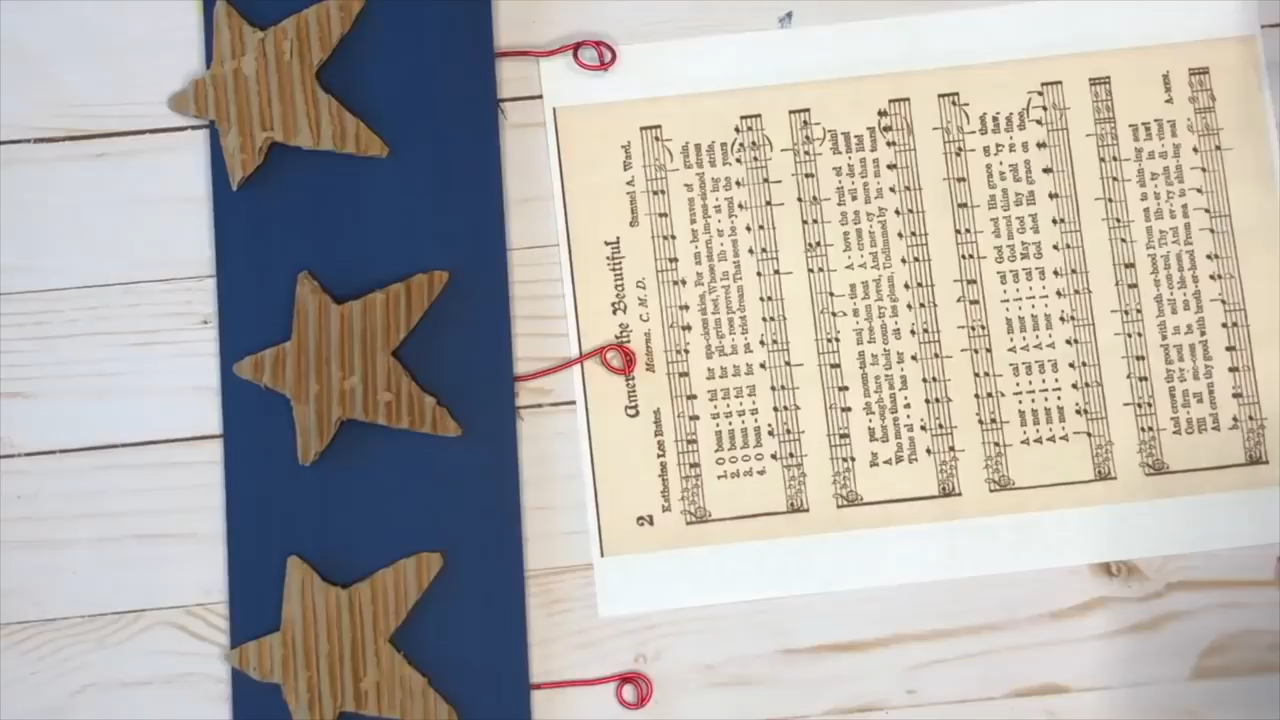 2
Katherine Lee Bates.
Materna. C. M. D.
Samuel A. Ward.
1. O beau - ti - ful for spa-cious skies, For am - ber waves of grain,
2. O beau - ti - ful for pil-grim feet, Whose stern, im-pas-sioned stress
3. O beau - ti - ful for he - roes proved In lib - er - at - ing strife,
4. O beau - ti - ful for pa - triot dream That sees be - yond the years
For pur - ple moun-tain maj - es - ties A - bove the fruit - ed plain!
A thor-ough-fare for free-dom beat A - cross the wil - der - ness!
Who more than self their coun - try loved, And mer - cy more than life!
Thine al - a - bas - ter cit - ies gleam, Undimmed by hu - man tears!
A - mer - i - ca! A - mer - i - ca! God shed His grace on thee,
A - mer - i - ca! A - mer - i - ca! God mend thine ev - 'ry flaw,
A - mer - i - ca! A - mer - i - ca! May God thy gold re - fine,
A - mer - i - ca! A - mer - i - ca! God shed His grace on thee,
And crown thy good with broth-er-hood From sea to shin - ing sea!
Con - firm thy soul in self - con-trol, Thy lib - er - ty in law!
Till all suc-cess be no - ble-ness, And ev-'ry gain di - vine!
And crown thy good with broth-er-hood From sea to shin - ing sea! A-MEN.